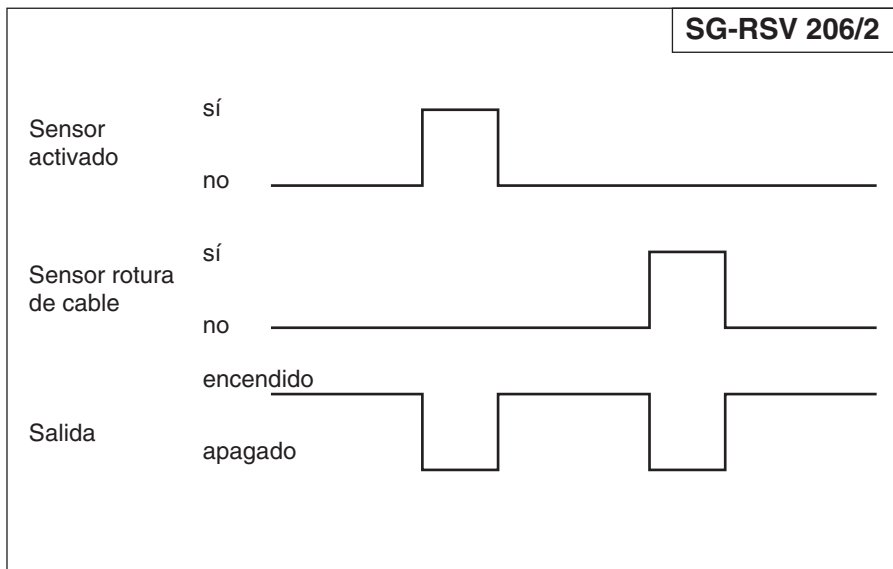 SG-RSV 206/2
sí
Sensor
activado
no
sí
Sensor rotura
de cable
no
encendido
Salida
apagado